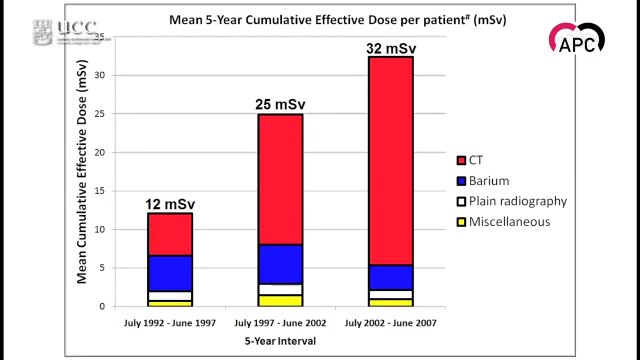 Mean 5-Year Cumulative Effective Dose per patient# (mSv)
UCC
APC
Mean Cumulative Effective Dose (mSv)
35
30
25
20
15
10
5
0
12 mSv
25 mSv
32 mSv
CT
Barium
Plain radiography
Miscellaneous
July 1992 - June 1997
July 1997 - June 2002
July 2002 - June 2007
5-Year Interval